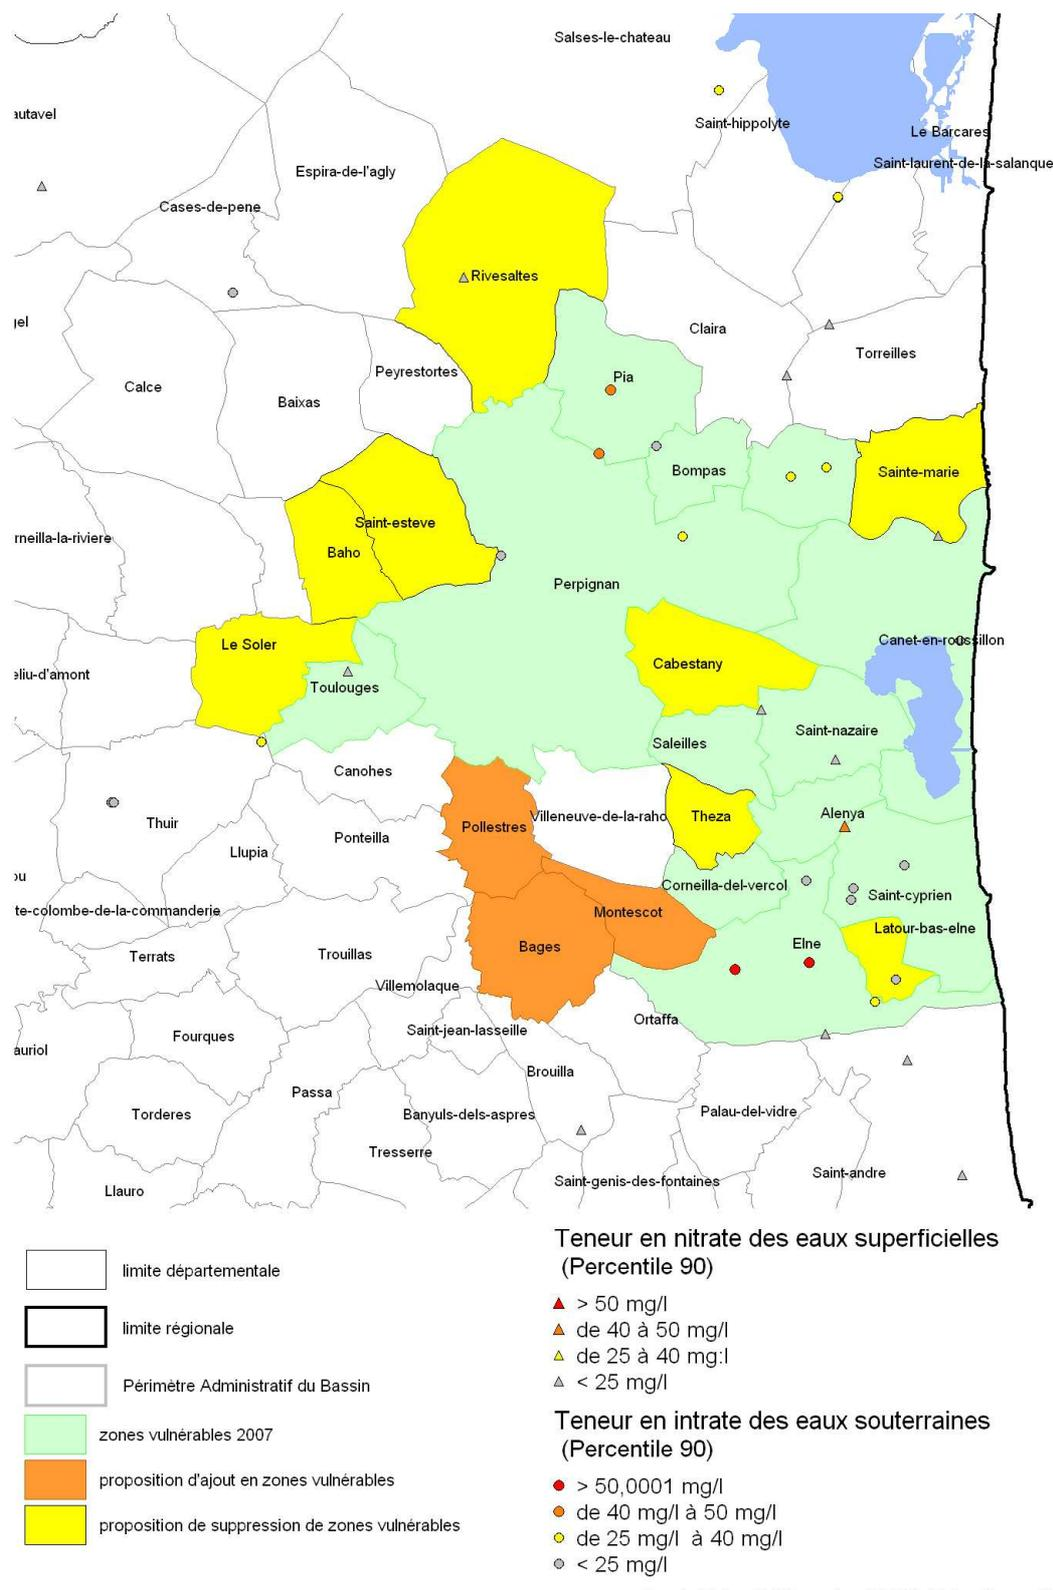 Salses-le-chateau
autavel
Saint-hippolyte
Le Barcares
Saint-laurent-de-la-salanque
Espira-de-l'agly
Cases-de-pene
Rivesaltes
gel
Claira
Torreilles
Peyrestortes
Pia
Calce
Baixas
Bompas
Sainte-marie
Saint-esteve
rneilla-la-riviere
Baho
Perpignan
Le Soler
Canet-en-roussillon
Cabestany
eliu-d'amont
Toulouges
Saint-nazaire
Saleilles
Canohes
Thuir
Pollestres
Villeneuve-de-la-raho
Theza
Alenya
Ponteilla
Llupia
ou
Corneilla-del-vercol
Saint-cyprien
te-colombe-de-la-commanderie
Montescot
Latour-bas-elne
Bages
Elne
Terrats
Trouillas
Villemolaque
Ortaffa
Fourques
Saint-jean-lasseille
auriol
Brouilla
Passa
Torderes
Banyuls-dels-aspres
Palau-del-vidre
Tresserre
Saint-andre
Llauro
Saint-genis-des-fontaines
limite départementale
limite régionale
Périmètre Administratif du Bassin
zones vulnérables 2007
proposition d'ajout en zones vulnérables
proposition de suppression de zones vulnérables
Teneur en nitrate des eaux superficielles
(Percentile 90)
> 50 mg/l
de 40 à 50 mg/l
de 25 à 40 mg:l
< 25 mg/l
Teneur en intrate des eaux souterraines
(Percentile 90)
> 50,0001 mg/l
de 40 mg/l à 50 mg/l
de 25 mg/l à 40 mg/l
< 25 mg/l